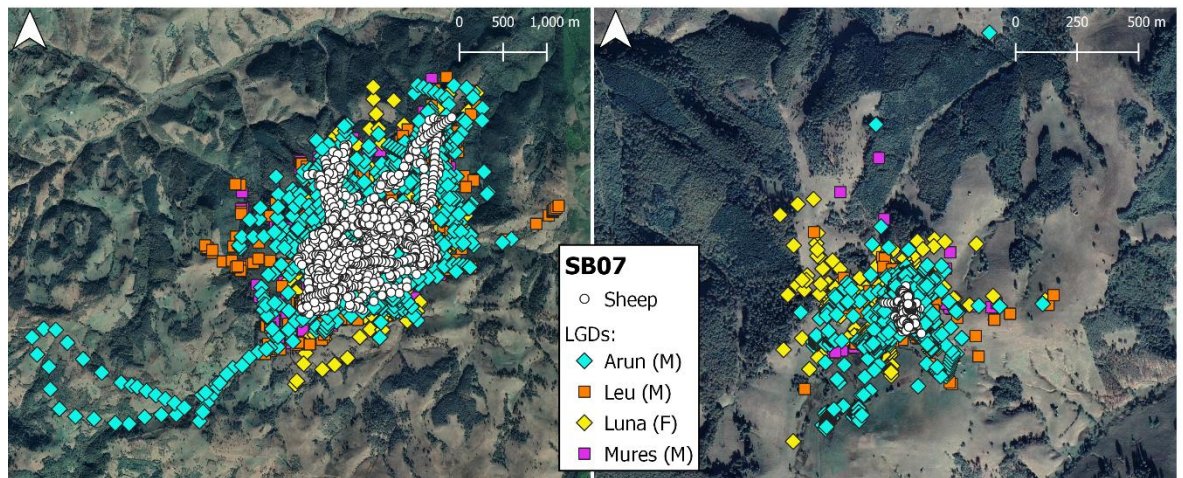 0 500 1,000 m
0 250 500 m
SB07
Sheep
LGDs:
Arun (M)
Leu (M)
Luna (F)
Mures (M)